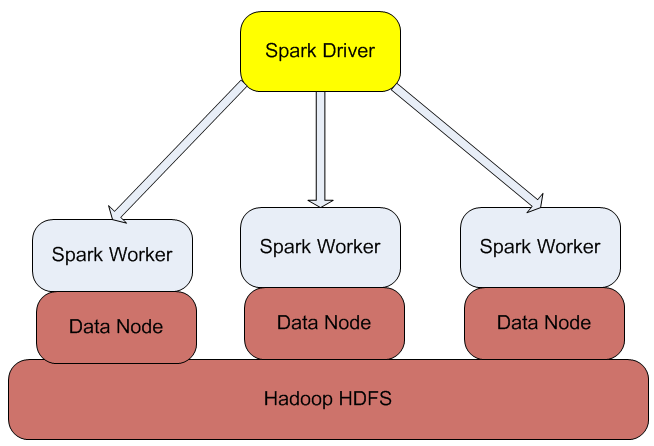 Spark Driver
Spark Worker
Spark Worker
Spark Worker
Data Node
Data Node
Data Node
Hadoop HDFS